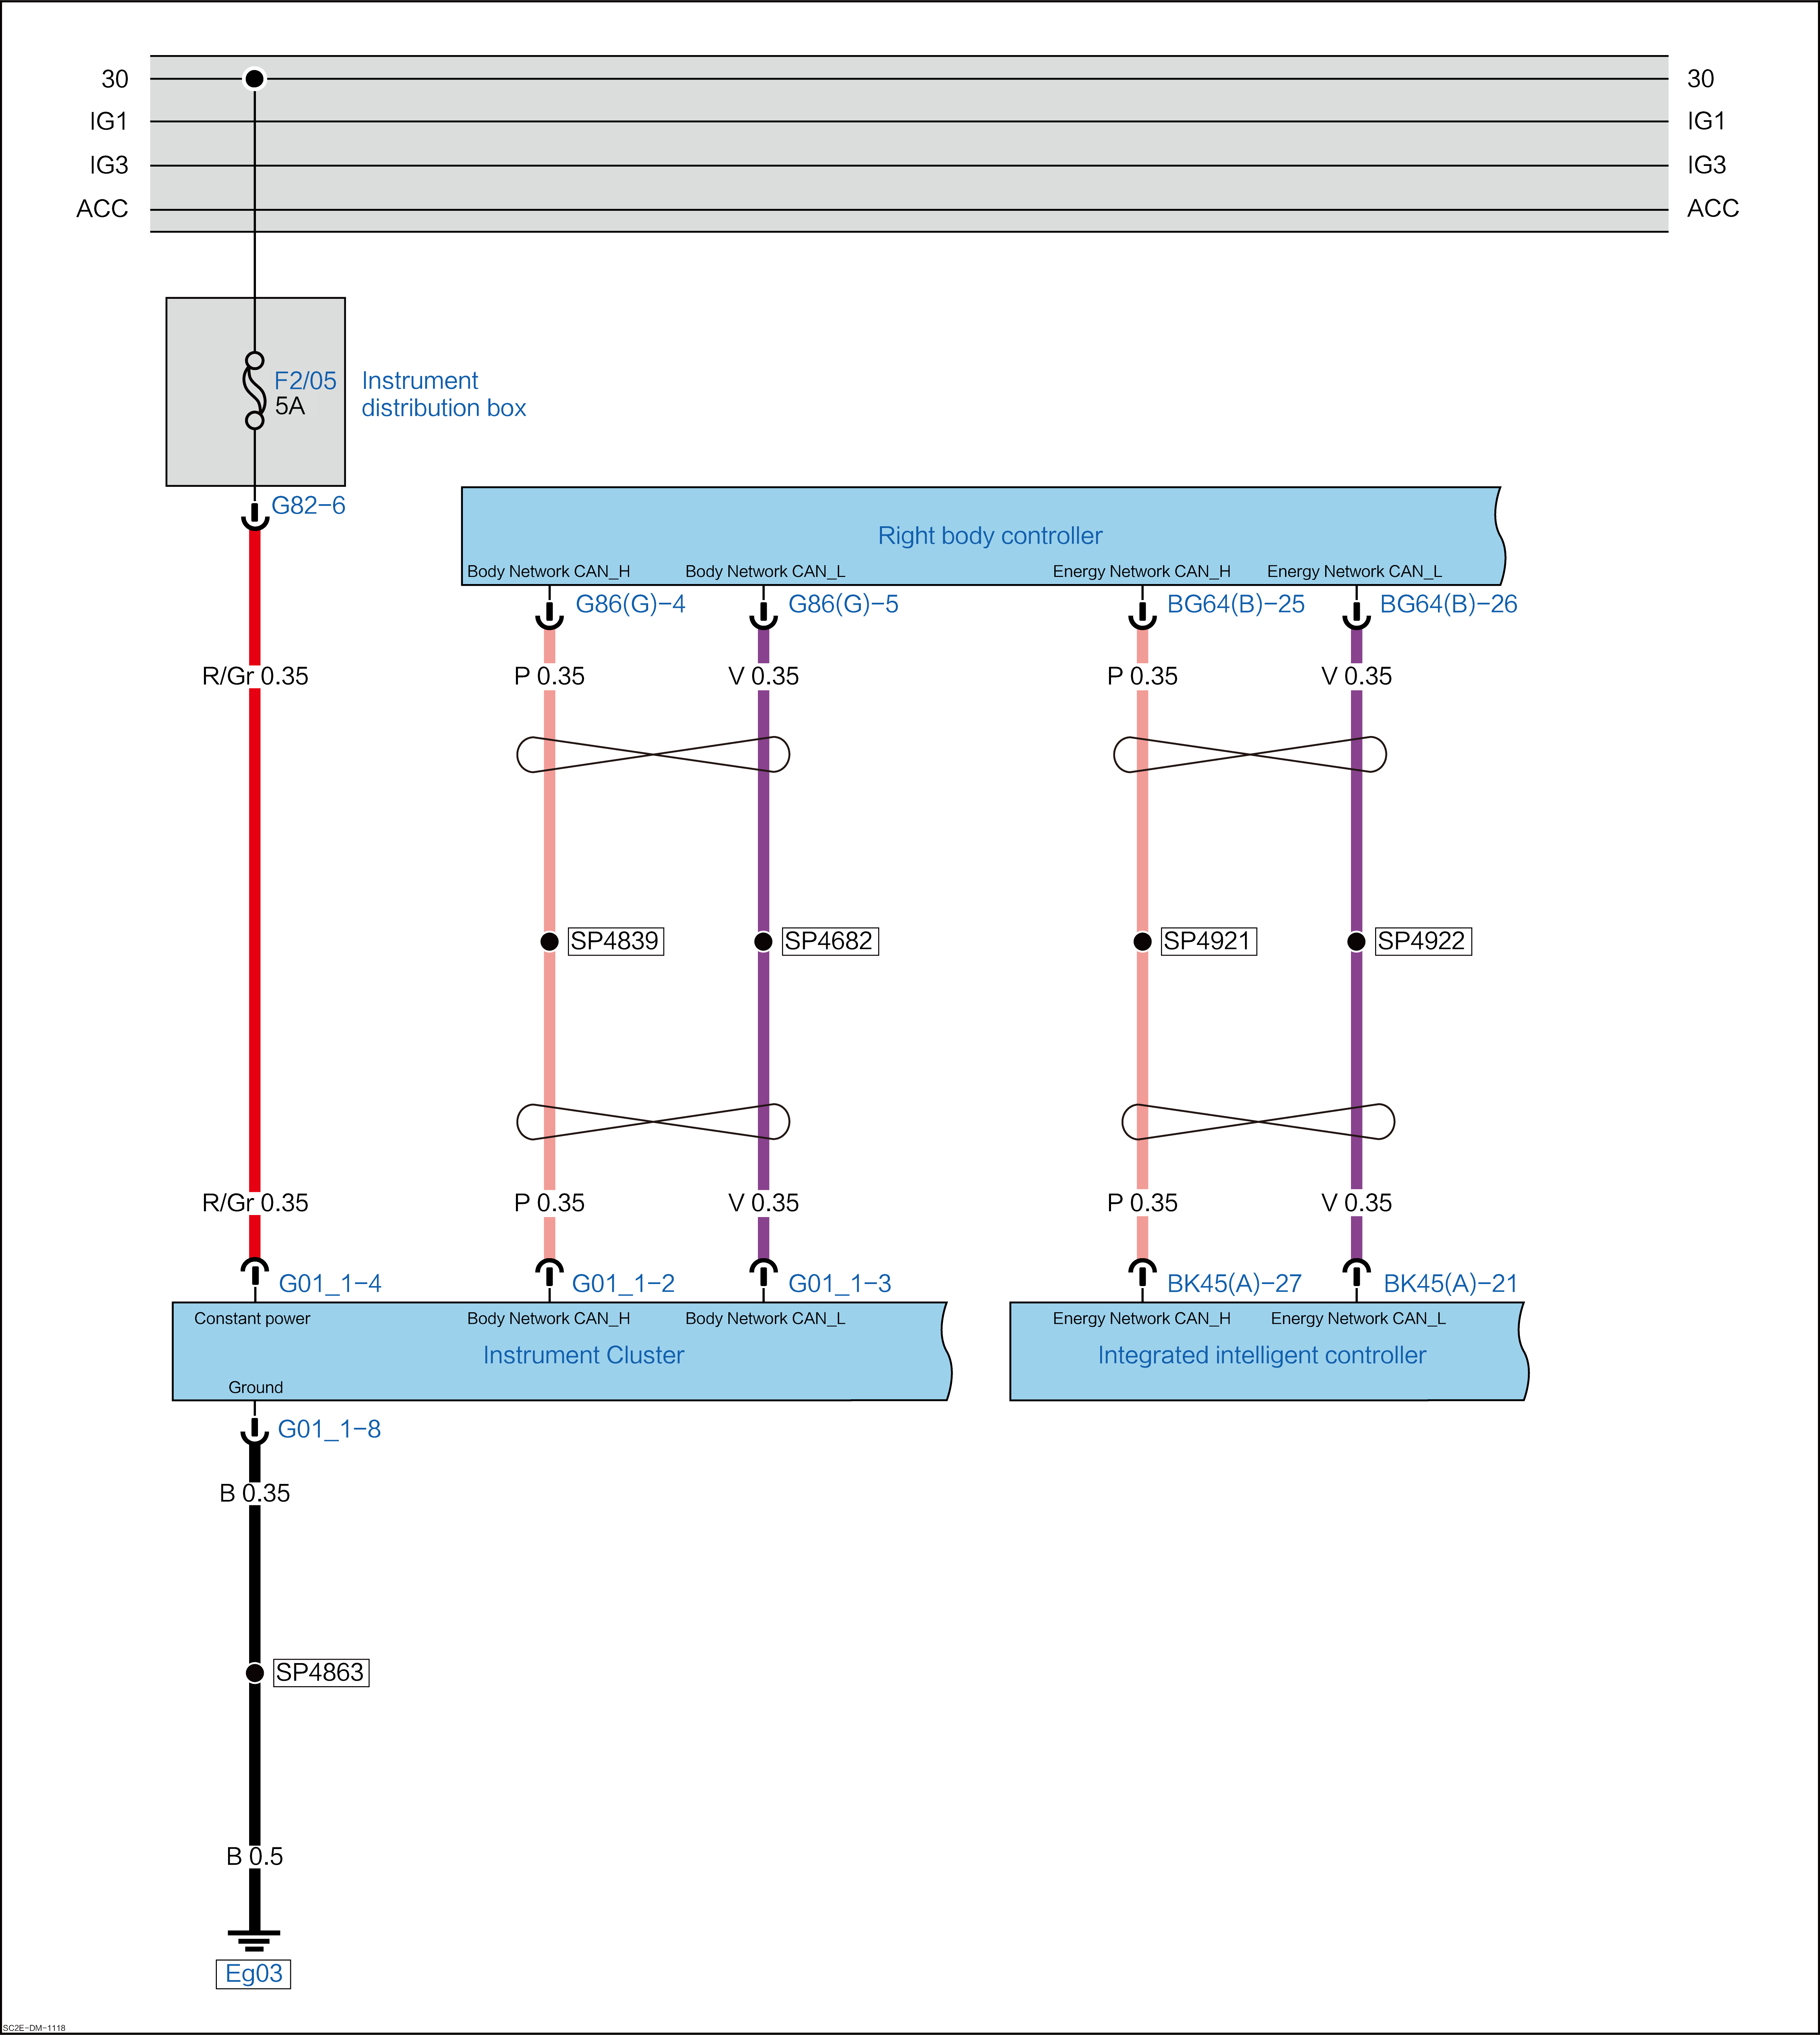 30 30
IG1 IG1
IG3 IG3
ACC ACC
F2/05
5A
Instrument
distribution box
G82-6
Right body controller
Body Network CAN_H Body Network CAN_L Energy Network CAN_H Energy Network CAN_L
G86(G)-4 G86(G)-5 BG64(B)-25 BG64(B)-26
R/Gr 0.35 P 0.35 V 0.35 P 0.35 V 0.35
SP4839 SP4682 SP4921 SP4922
R/Gr 0.35 P 0.35 V 0.35 P 0.35 V 0.35
G01_1-4 G01_1-2 G01_1-3 BK45(A)-27 BK45(A)-21
Constant power Body Network CAN_H Body Network CAN_L Energy Network CAN_H Energy Network CAN_L
Instrument Cluster Integrated intelligent controller
Ground
G01_1-8
B 0.35
SP4863
B 0.5
Eg03
SC2E-DM-1118